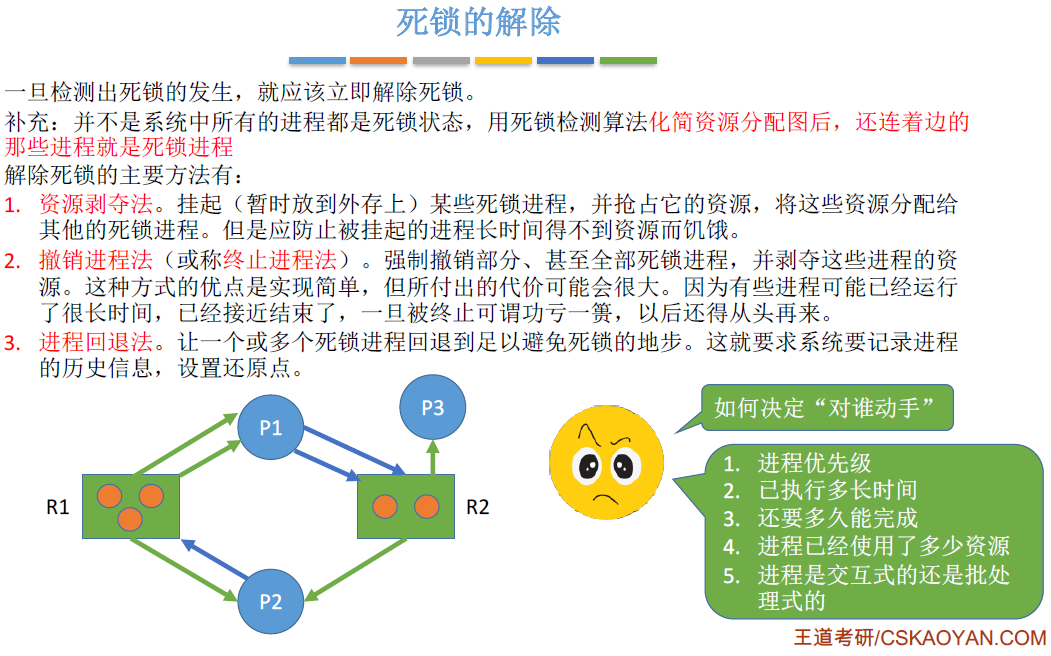 死锁的解除
一旦检测出死锁的发生，就应该立即解除死锁。
补充：并不是系统中所有的进程都是死锁状态，用死锁检测算法化简资源分配图后，还连着边的
那些进程就是死锁进程
解除死锁的主要方法有：
1. 资源剥夺法。挂起（暂时放到外存上）某些死锁进程，并抢占它的资源，将这些资源分配给
其他的死锁进程。但是应防止被挂起的进程长时间得不到资源而饥饿。
2. 撤销进程法（或称终止进程法）。强制撤销部分、甚至全部死锁进程，并剥夺这些进程的资
源。这种方式的优点是实现简单，但所付出的代价可能会很大。因为有些进程可能已经运行
了很长时间，已经接近结束了，一旦被终止可谓功亏一篑，以后还得从头再来。
3. 进程回退法。让一个或多个死锁进程回退到足以避免死锁的地步。这就要求系统要记录进程
的历史信息，设置还原点。
P1
P3
R1
R2
P2
如何决定“对谁动手”
1. 进程优先级
2. 已执行多长时间
3. 还要多久能完成
4. 进程已经使用了多少资源
5. 进程是交互式的还是批处
理式的
王道考研/CSKAOYAN.COM